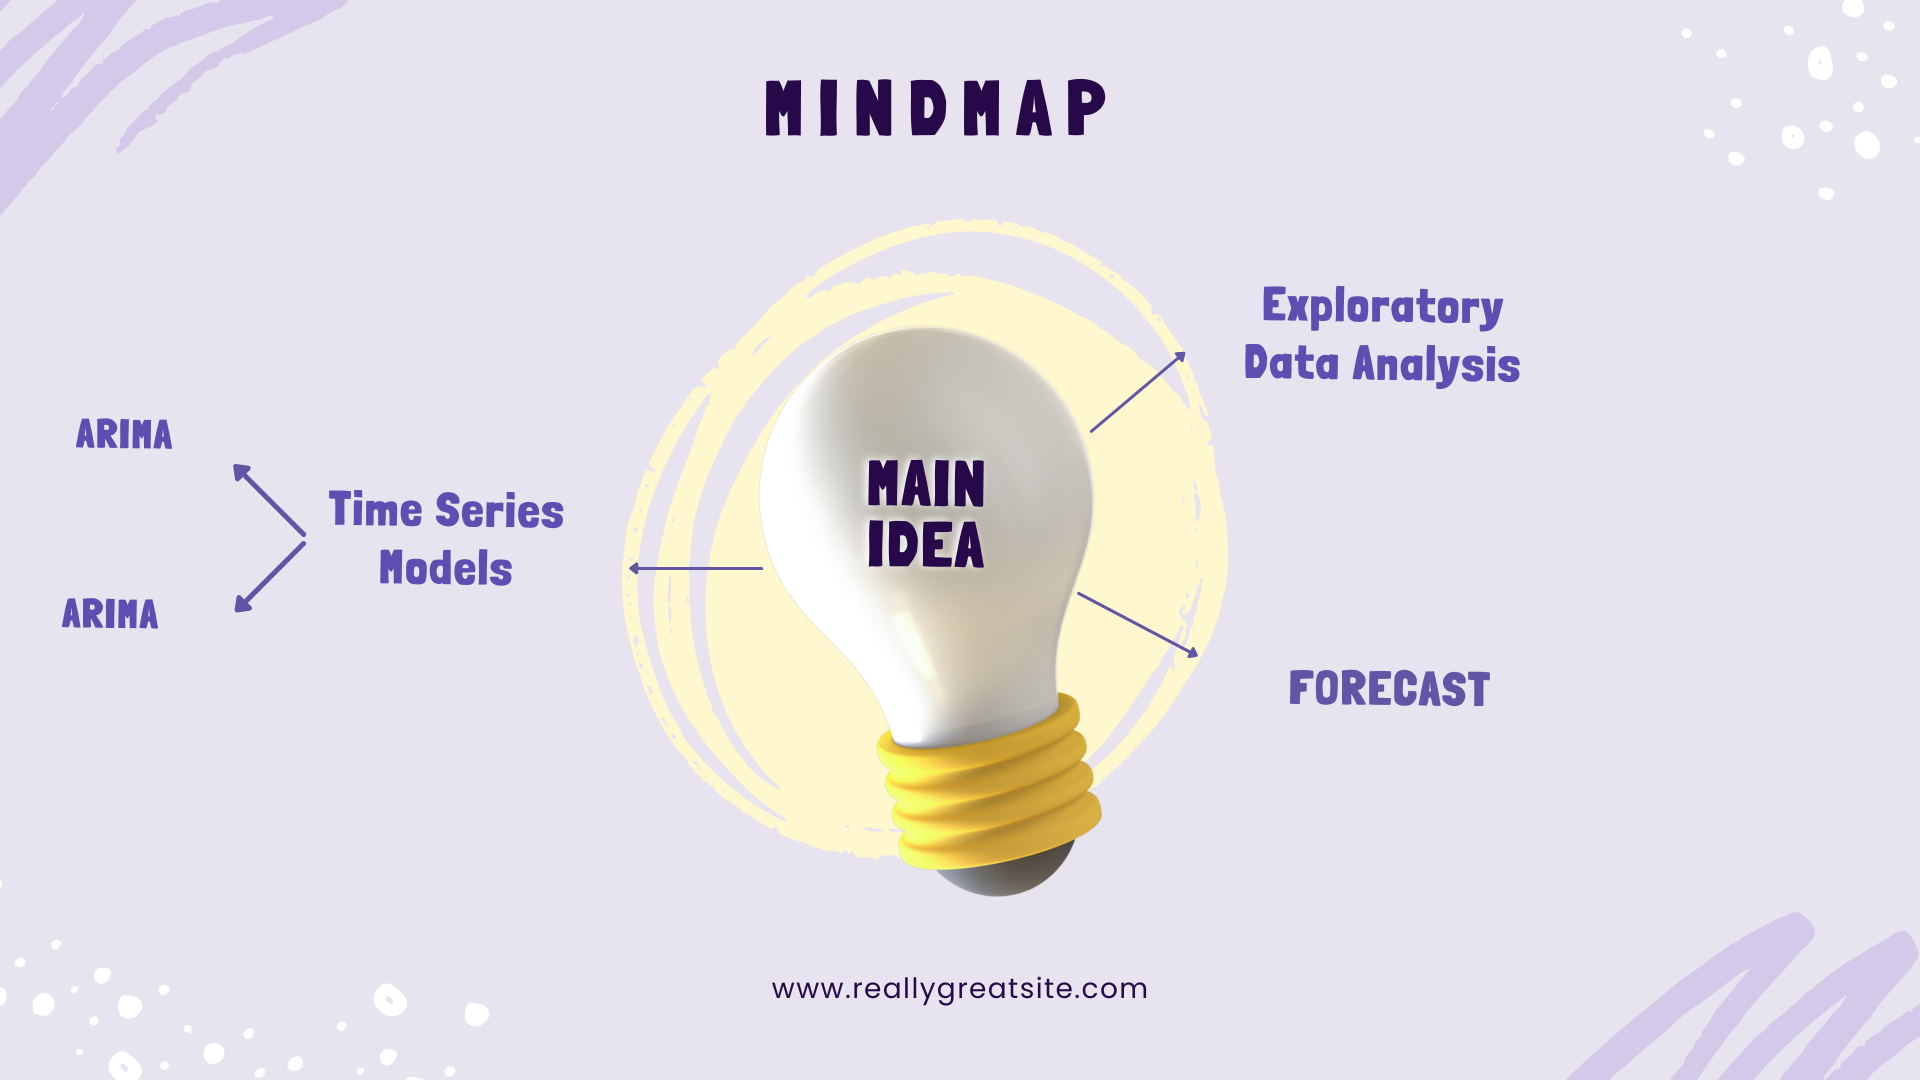 MINDMAP
Exploratory
Data Analysis
ARIMA
MAIN
IDEA
Time Series
Models
ARIMA
FORECAST
www.reallygreatsite.com